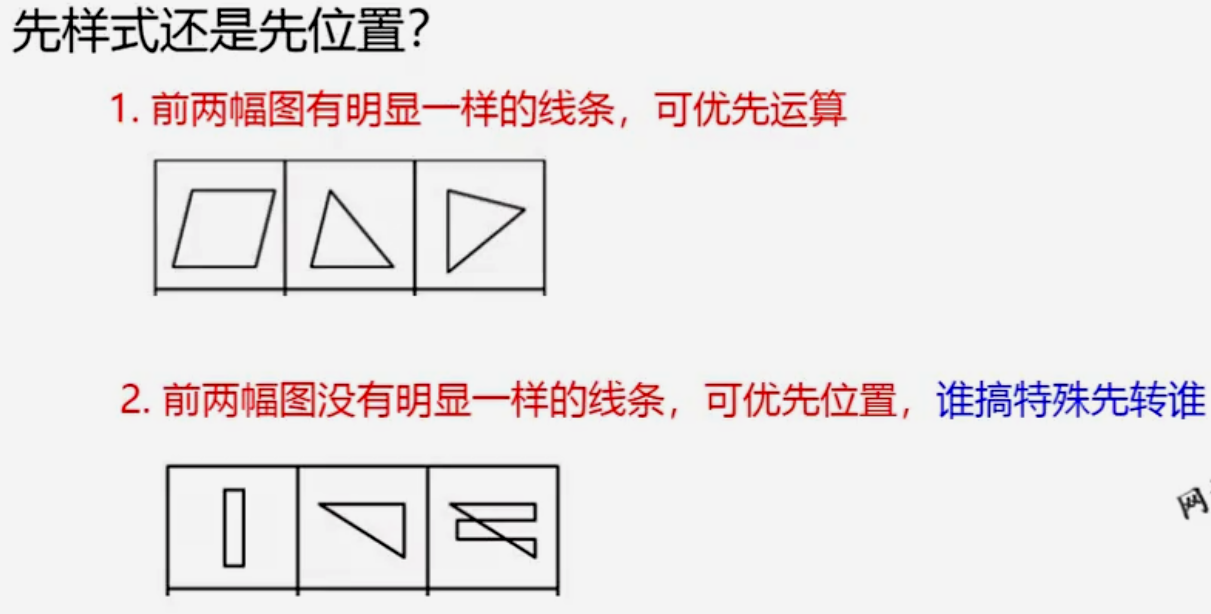 先样式还是先位置?
1. 前两幅图有明显一样的线条，可优先运算
2. 前两幅图没有明显一样的线条，可优先位置，谁搞特殊先转谁
网